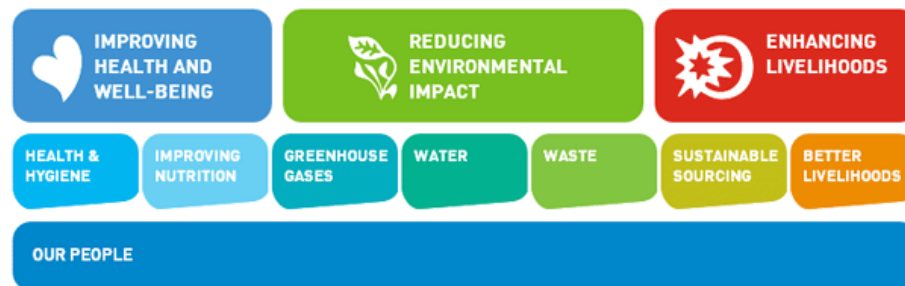 IMPROVING
HEALTH AND
WELL-BEING
REDUCING
ENVIRONMENTAL
IMPACT
ENHANCING
LIVELIHOODS
HEALTH &
HYGIENE
IMPROVING
NUTRITION
GREENHOUSE
GASES
WATER
WASTE
SUSTAINABLE
SOURCING
BETTER
LIVELIHOODS
OUR PEOPLE